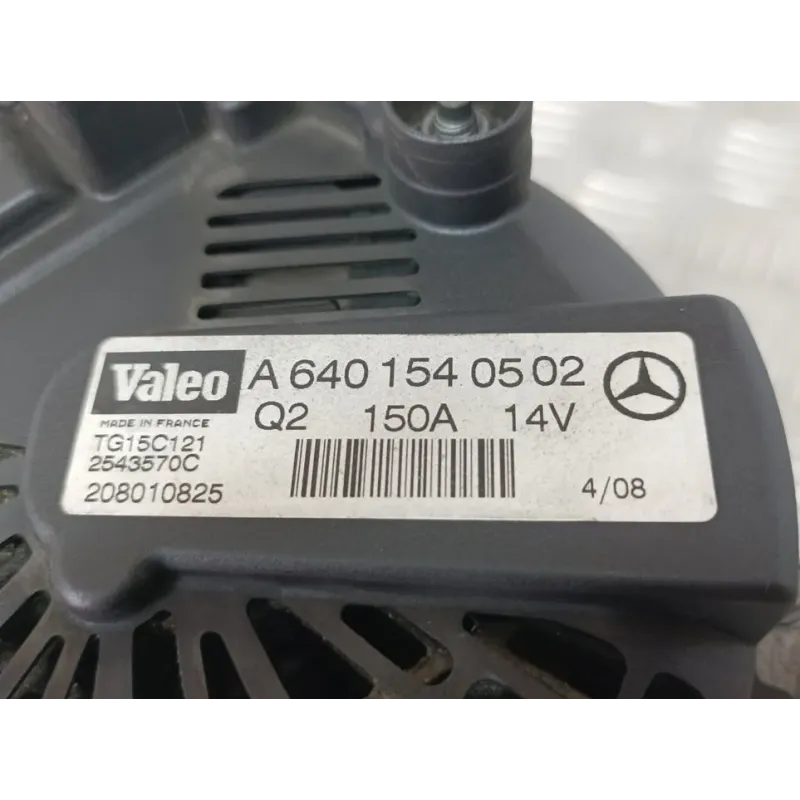 Valeo A 640 154 05 02
MADE IN FRANCE Q2 150A 14V
TG15C121
2543570C
208010825 4/08